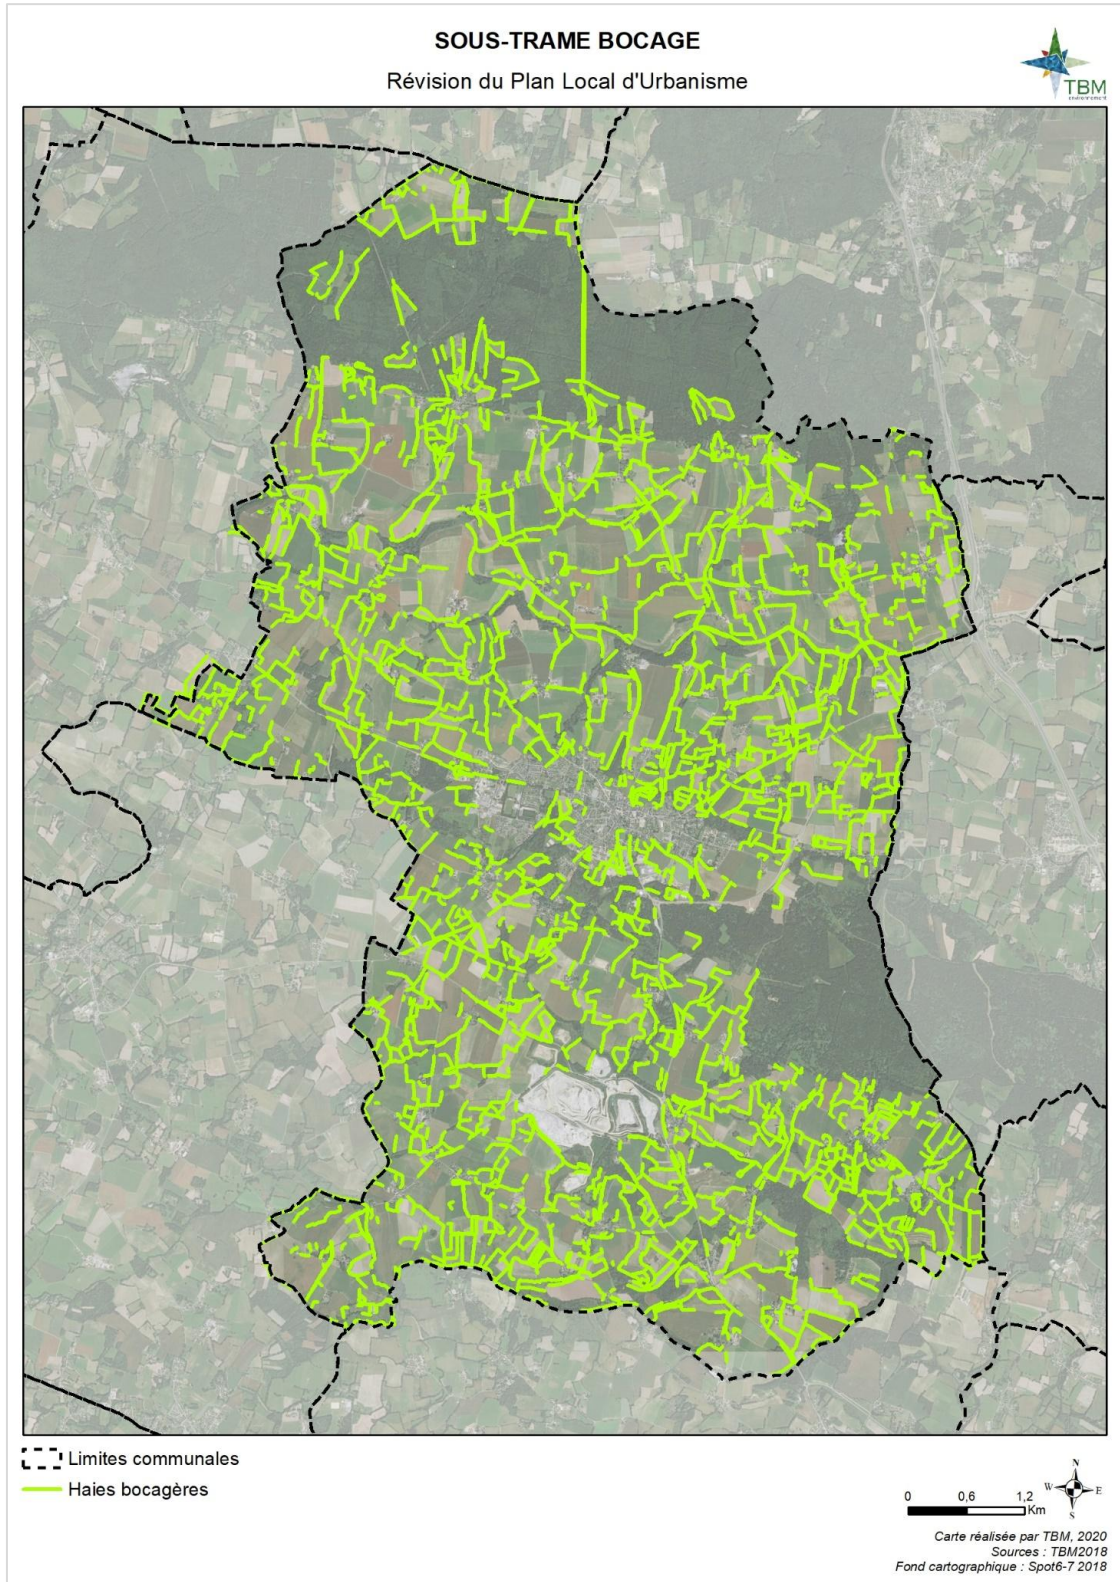 SOUS-TRAME BOCAGE
Révision du Plan Local d'Urbanisme
TBM
environnement
Limites communales
Haies bocagères
N
W
E
S
0
0,6
1,2
Km
Carte réalisée par TBM, 2020
Sources : TBM2018
Fond cartographique : Spot6-7 2018